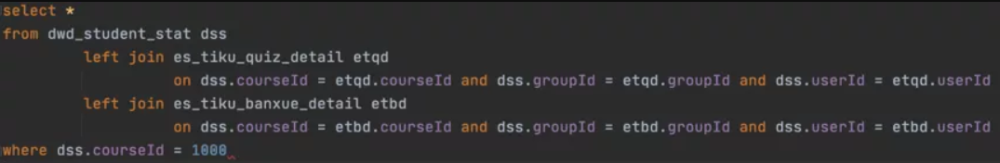 select *
from dwd_student_stat dss
left join es_tiku_quiz_detail etqd
on dss.courseId = etqd.courseId and dss.groupId = etqd.groupId and dss.userId = etqd.userId
left join es_tiku_banxue_detail etbd
on dss.courseId = etbd.courseId and dss.groupId = etbd.groupId and dss.userId = etbd.userId
where dss.courseId = 1000